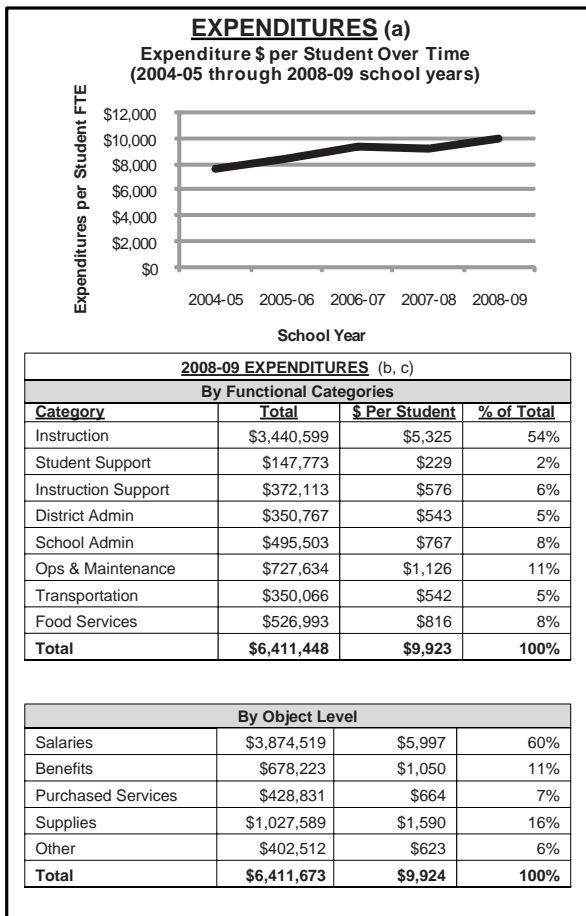 EXPENDITURES (a)
Expenditure $ per Student Over Time
(2004-05 through 2008-09 school years)
Expenditures per Student FTE
$12,000
$10,000
$8,000
$6,000
$4,000
$2,000
$0
2004-05 2005-06 2006-07 2007-08 2008-09
School Year
2008-09 EXPENDITURES (b, c)
By Functional Categories
Category Total $ Per Student % of Total
Instruction $3,440,599 $5,325 54%
Student Support $147,773 $229 2%
Instruction Support $372,113 $576 6%
District Admin $350,767 $543 5%
School Admin $495,503 $767 8%
Ops & Maintenance $727,634 $1,126 11%
Transportation $350,066 $542 5%
Food Services $526,993 $816 8%
Total $6,411,448 $9,923 100%
By Object Level
Salaries $3,874,519 $5,997 60%
Benefits $678,223 $1,050 11%
Purchased Services $428,831 $664 7%
Supplies $1,027,589 $1,590 16%
Other $402,512 $623 6%
Total $6,411,673 $9,924 100%